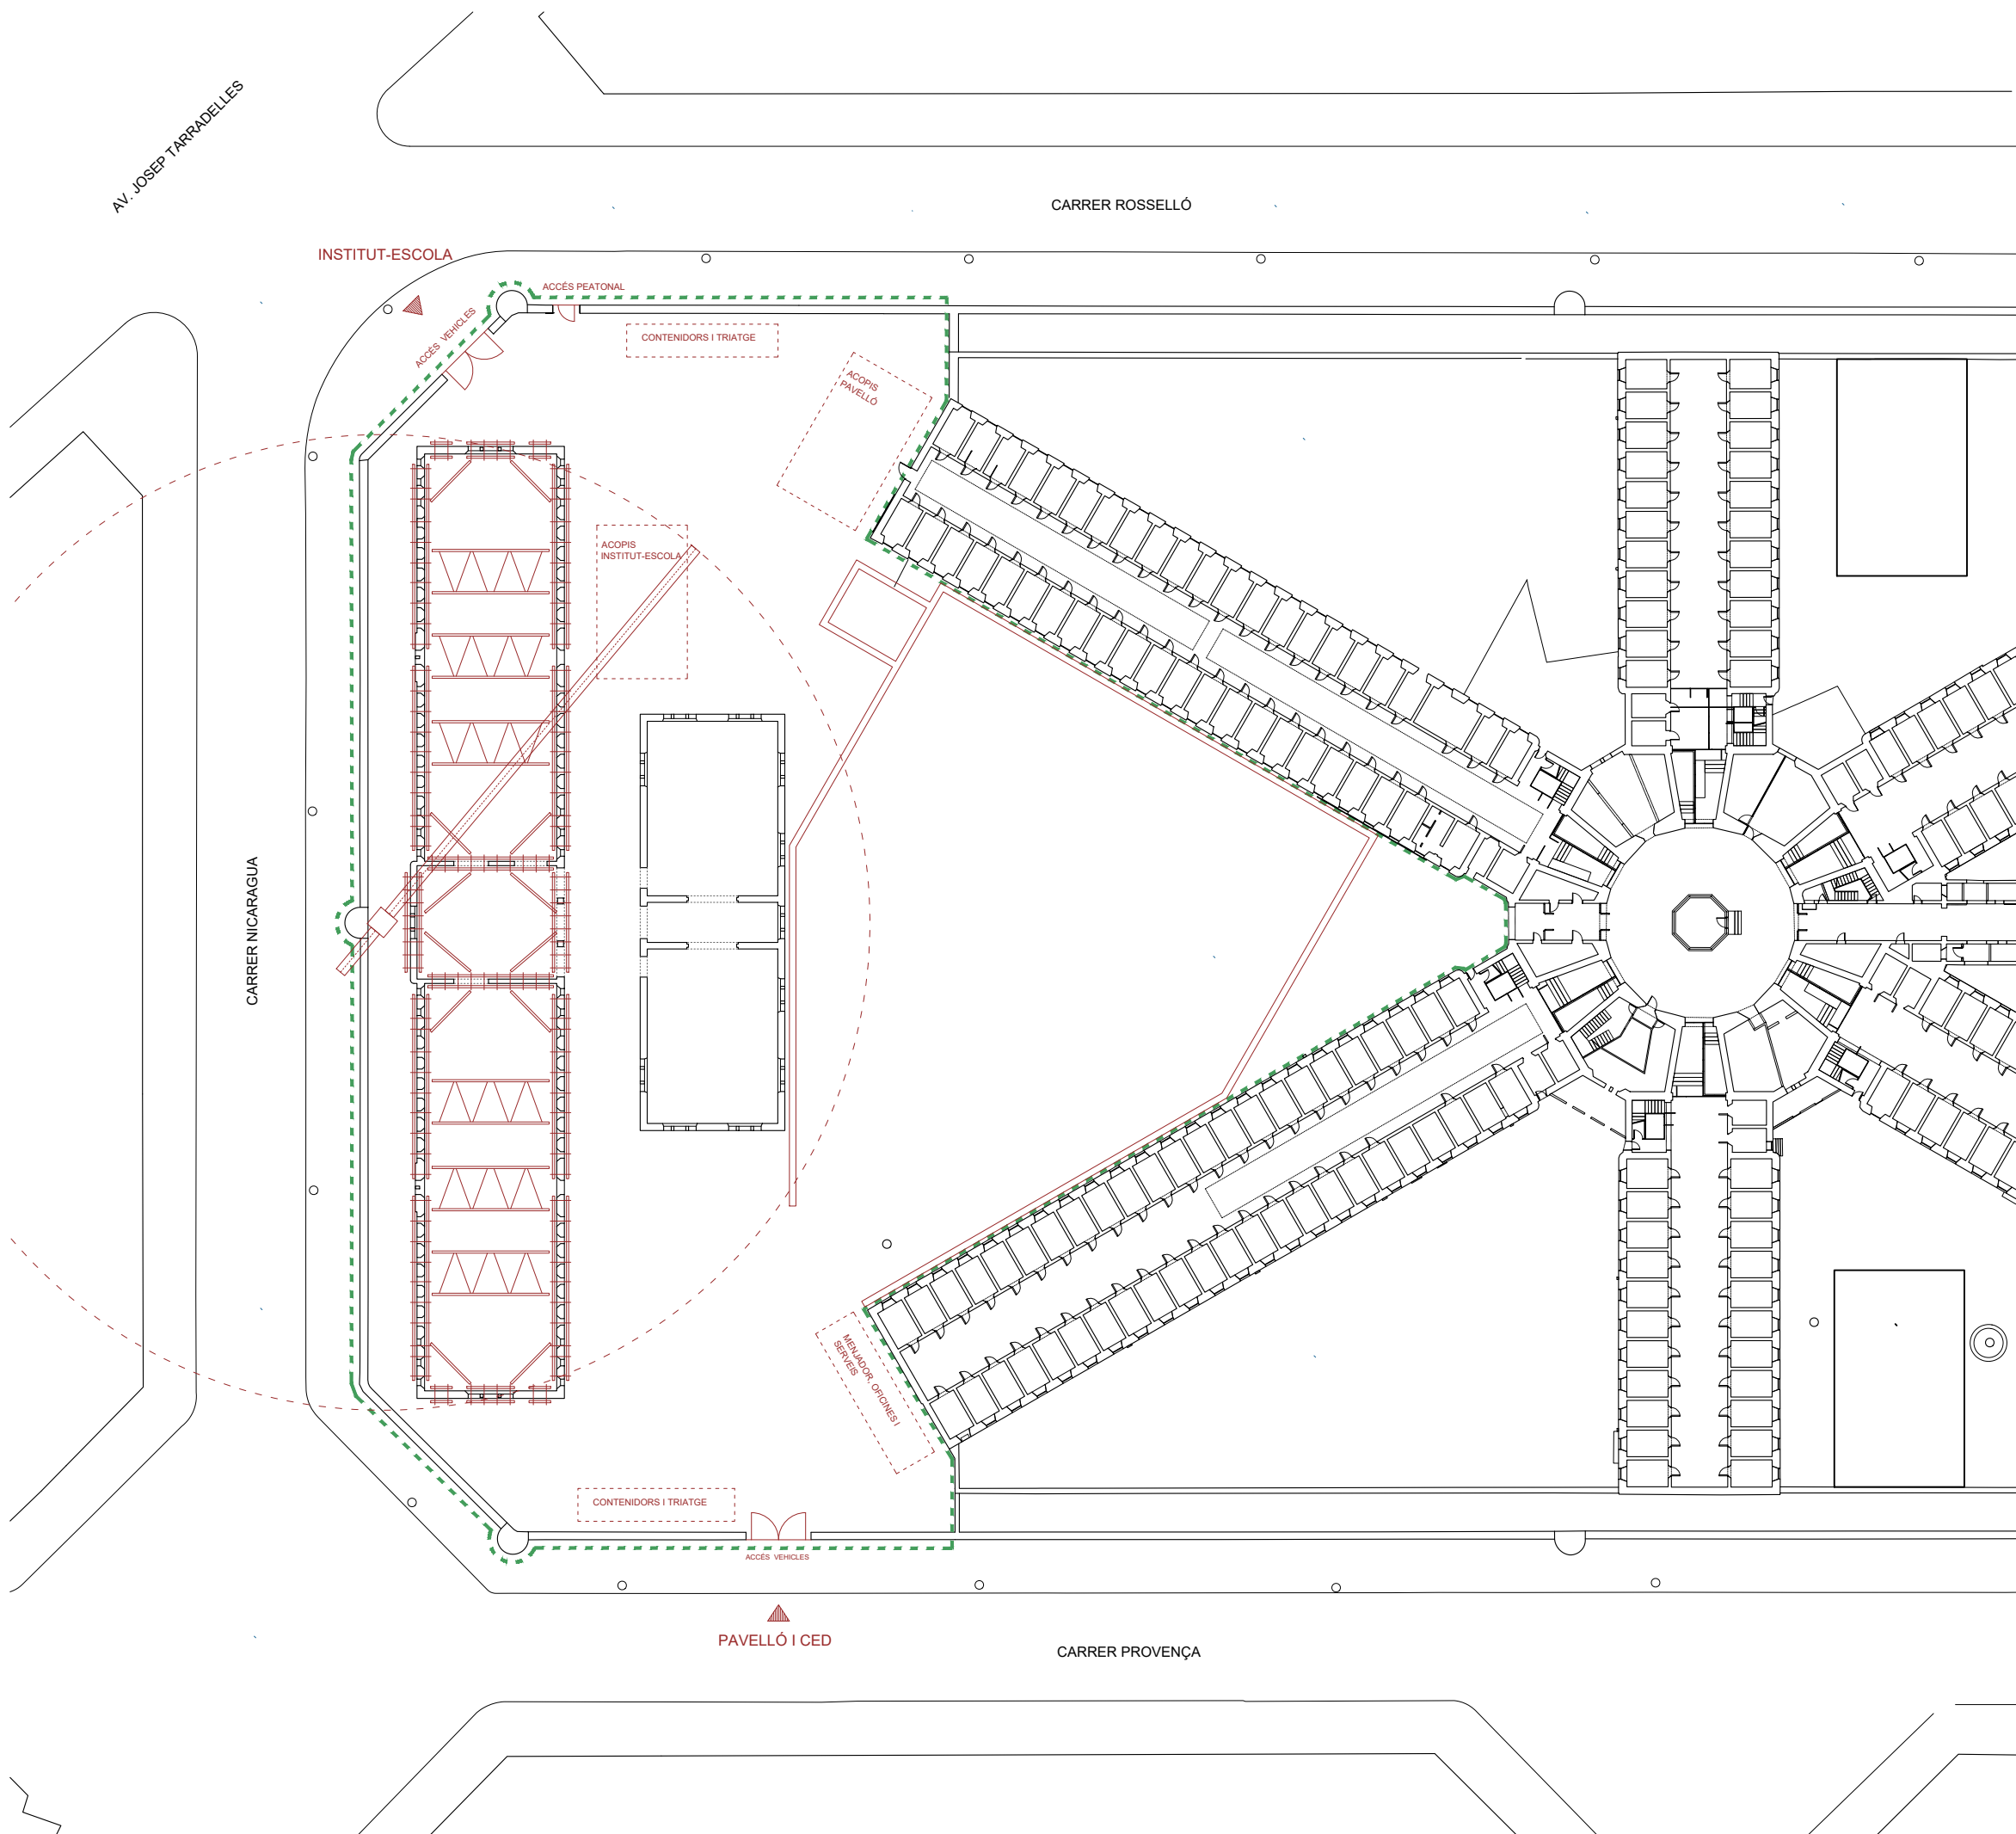 AV. JOSEP TARRADELLES
CARRER ROSSELLÓ
INSTITUT-ESCOLA
ACCÉS PEATONAL
ACCÉS VEHICLES
CONTENIDORS I TRIATGE
ACOPIS
PAVELLÓ
ACOPIS
INSTITUT-ESCOLA
CARRER NICARAGUA
MENJADOR, OFICINES I
SERVEIS
CONTENIDORS I TRIATGE
ACCÉS VEHICLES
PAVELLÓ I CED
CARRER PROVENÇA